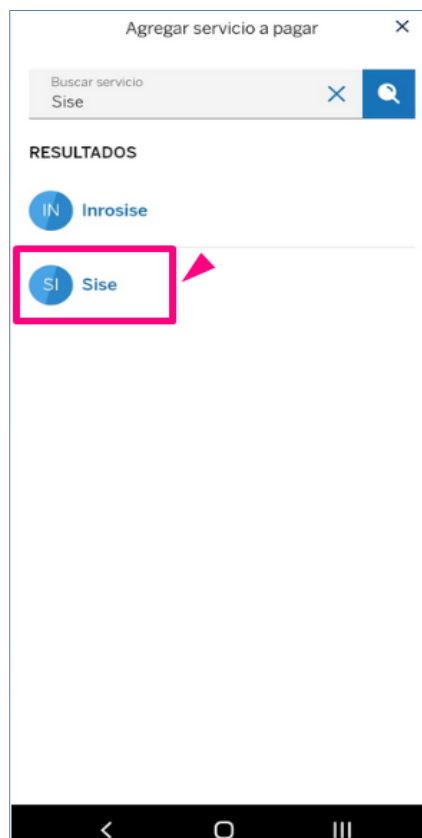 Agregar servicio a pagar
Buscar servicio
Sise
RESULTADOS
IN Inrosise
SI Sise